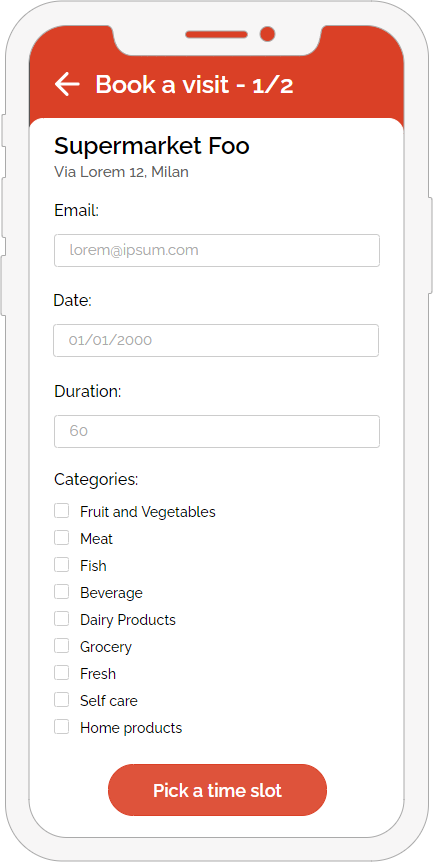 Book a visit - 1/2
Supermarket Foo
Via Lorem 12, Milan
Email:
lorem@ipsum.com
Date:
01/01/2000
Duration:
60
Categories:
Fruit and Vegetables
Meat
Fish
Beverage
Dairy Products
Grocery
Fresh
Self care
Home products
Pick a time slot